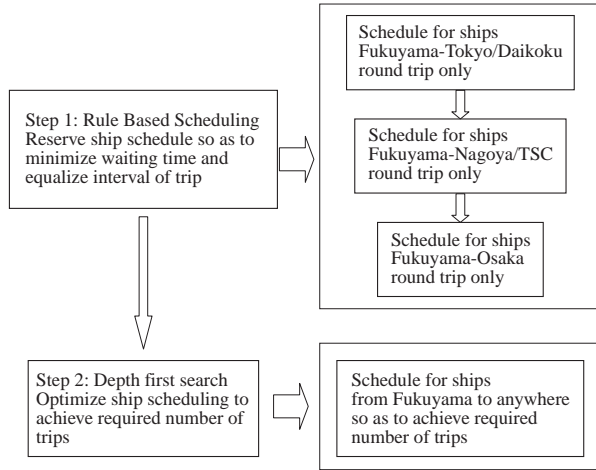 Schedule for ships
Fukuyama-Tokyo/Daikoku
round trip only
Step 1: Rule Based Scheduling
Reserve ship schedule so as to
minimize waiting time and
equalize interval of trip
Schedule for ships
Fukuyama-Nagoya/TSC
round trip only
Schedule for ships
Fukuyama-Osaka
round trip only
Step 2: Depth first search
Optimize ship scheduling to
achieve required number of
trips
Schedule for ships
from Fukuyama to anywhere
so as to achieve required
number of trips